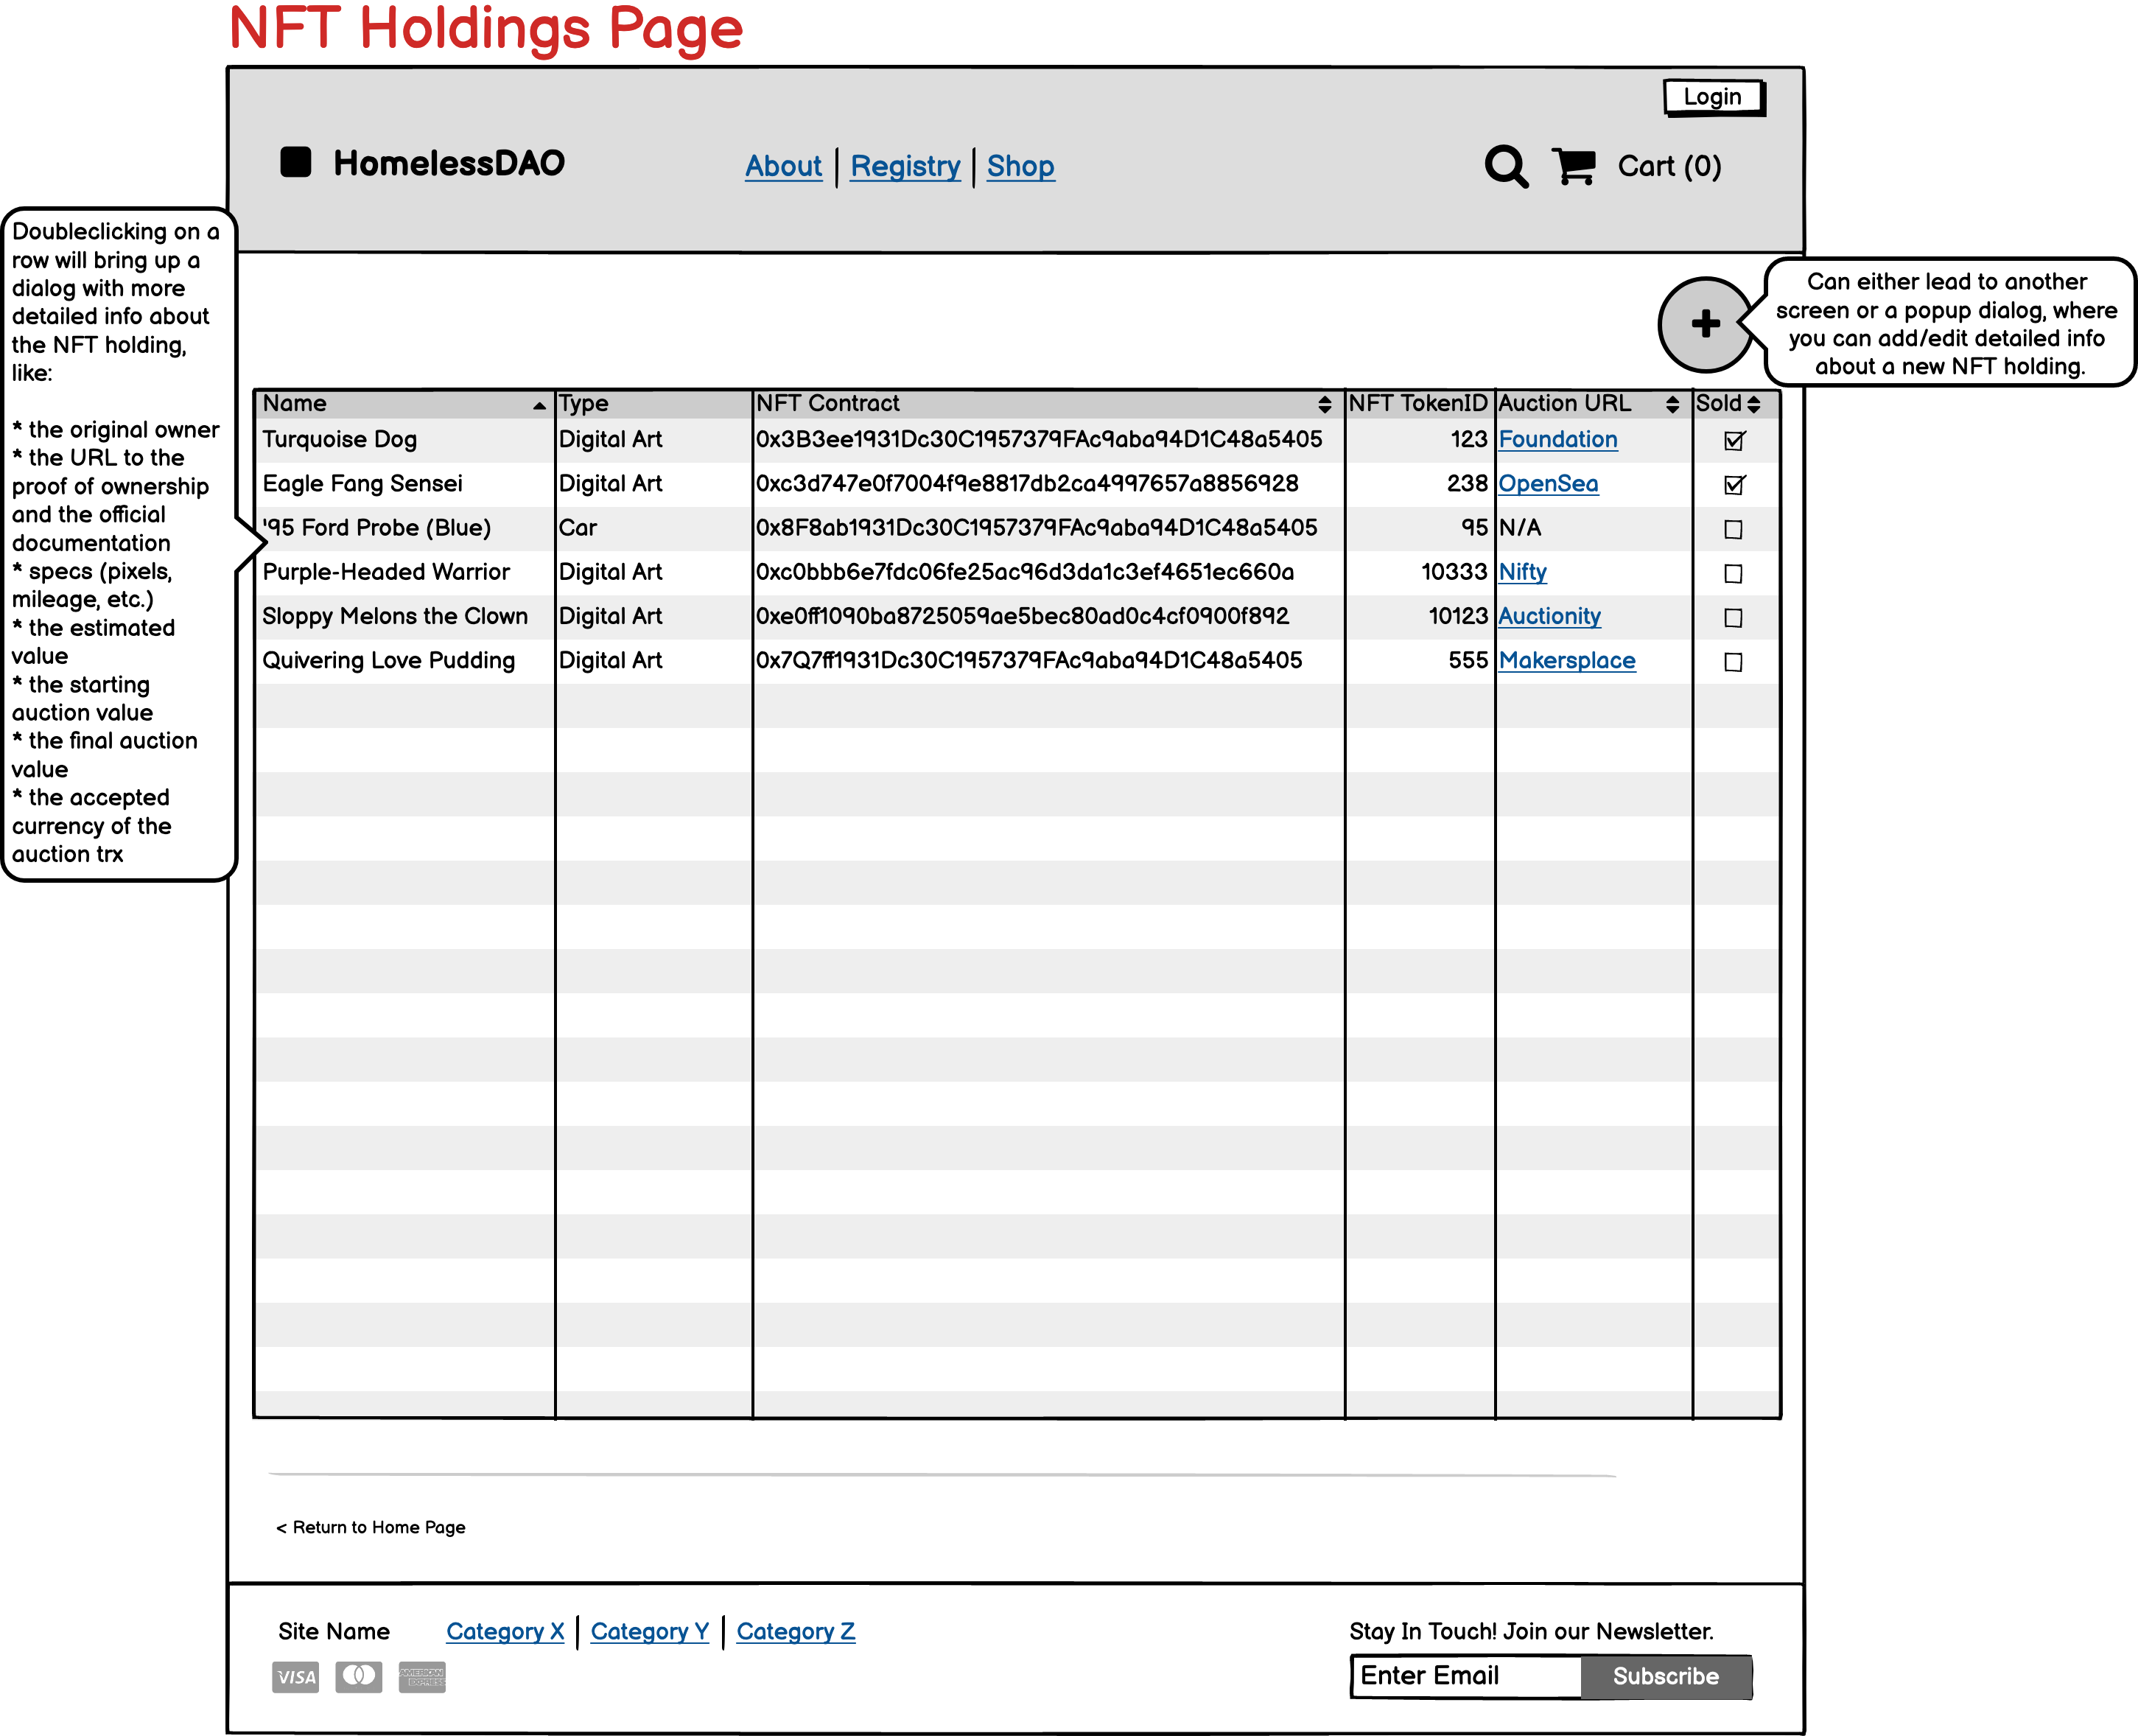 NFT Holdings Page
Login
HomelessDAO
About | Registry | Shop
Cart (0)
Doubleclicking on a
row will bring up a
dialog with more
detailed info about
the NFT holding,
like:
* the original owner
* the URL to the
proof of ownership
and the official
documentation
* specs (pixels,
mileage, etc.)
* the estimated
value
* the starting
auction value
* the final auction
value
* the accepted
currency of the
auction trx
+
Can either lead to another
screen or a popup dialog, where
you can add/edit detailed info
about a new NFT holding.
Name Type NFT Contract NFT TokenID Auction URL Sold
Turquoise Dog Digital Art 0x3B3ee1931Dc30C1957379FAc9aba94D1C48a5405 123 Foundation
Eagle Fang Sensei Digital Art 0xc3d747e0f7004f9e8817db2ca4997657a8856928 238 OpenSea
'95 Ford Probe (Blue) Car 0x8F8ab1931Dc30C1957379FAc9aba94D1C48a5405 95 N/A
Purple-Headed Warrior Digital Art 0xc0bbb6e7fdc06fe25ac96d3da1c3ef4651ec660a 10333 Nifty
Sloppy Melons the Clown Digital Art 0xe0ff1090ba8725059ae5bec80ad0c4cf0900f892 10123 Auctionity
Quivering Love Pudding Digital Art 0x7Q7ff1931Dc30C1957379FAc9aba94D1C48a5405 555 Makersplace
< Return to Home Page
Site Name
Category X | Category Y | Category Z
VISA
AMERICAN
EXPRESS
Stay In Touch! Join our Newsletter.
Enter Email Subscribe